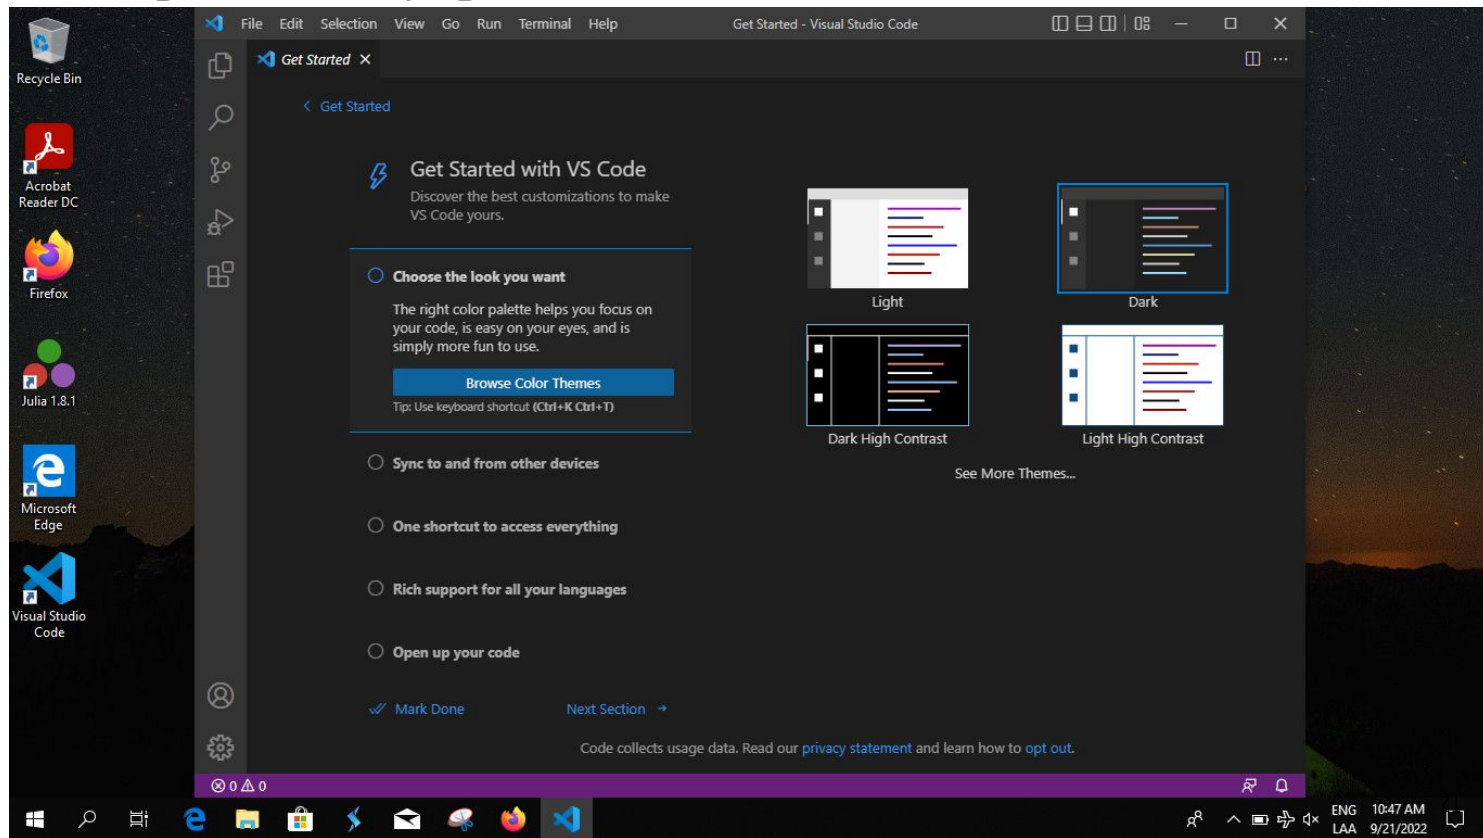 Recycle Bin
Acrobat
Reader DC
Firefox
Julia 1.8.1
Microsoft
Edge
Visual Studio
Code
File Edit Selection View Go Run Terminal Help
Get Started - Visual Studio Code
Get Started
Get Started
Get Started with VS Code
Discover the best customizations to make
VS Code yours.
Choose the look you want
The right color palette helps you focus on
your code, is easy on your eyes, and is
simply more fun to use.
Browse Color Themes
Tip: Use keyboard shortcut (Ctrl+K Ctrl+T)
Sync to and from other devices
One shortcut to access everything
Rich support for all your languages
Open up your code
Mark Done
Next Section →
Light
Dark
Dark High Contrast
Light High Contrast
See More Themes...
Code collects usage data. Read our privacy statement and learn how to opt out.
0 0
ENG
LAA
10:47 AM
9/21/2022